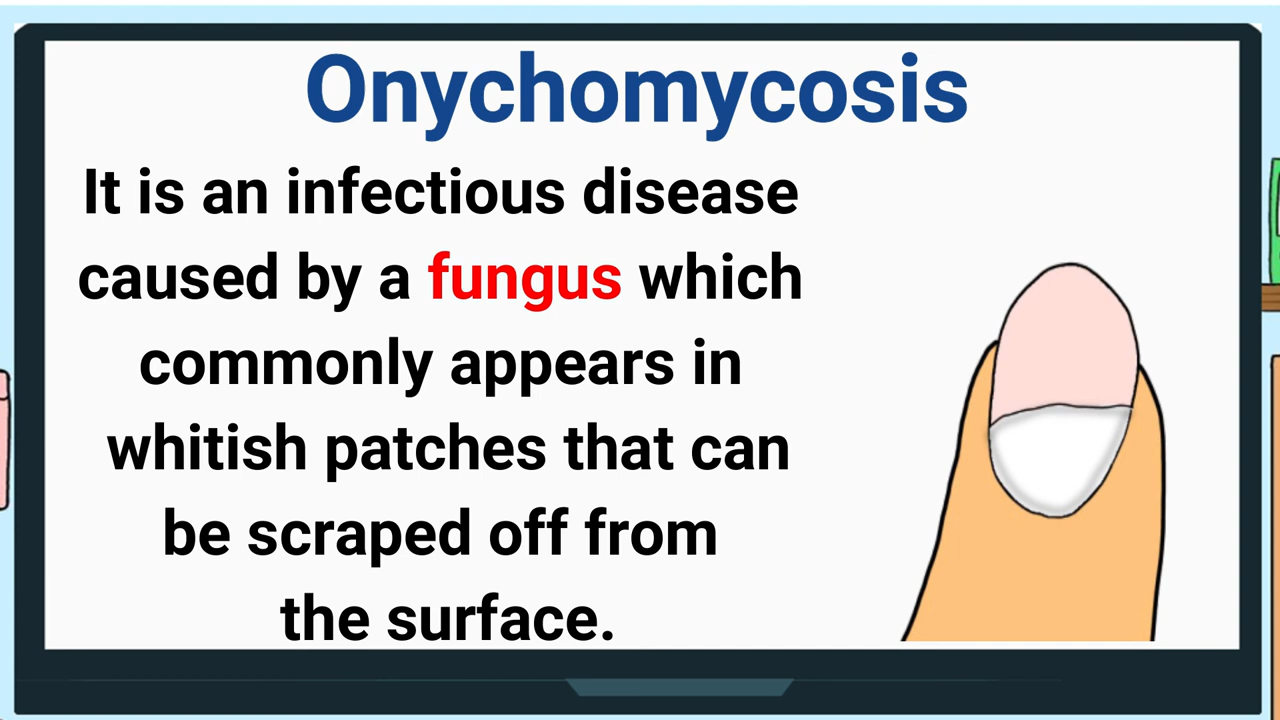 Onychomycosis
It is an infectious disease
caused by a fungus which
commonly appears in
whitish patches that can
be scraped off from
the surface.